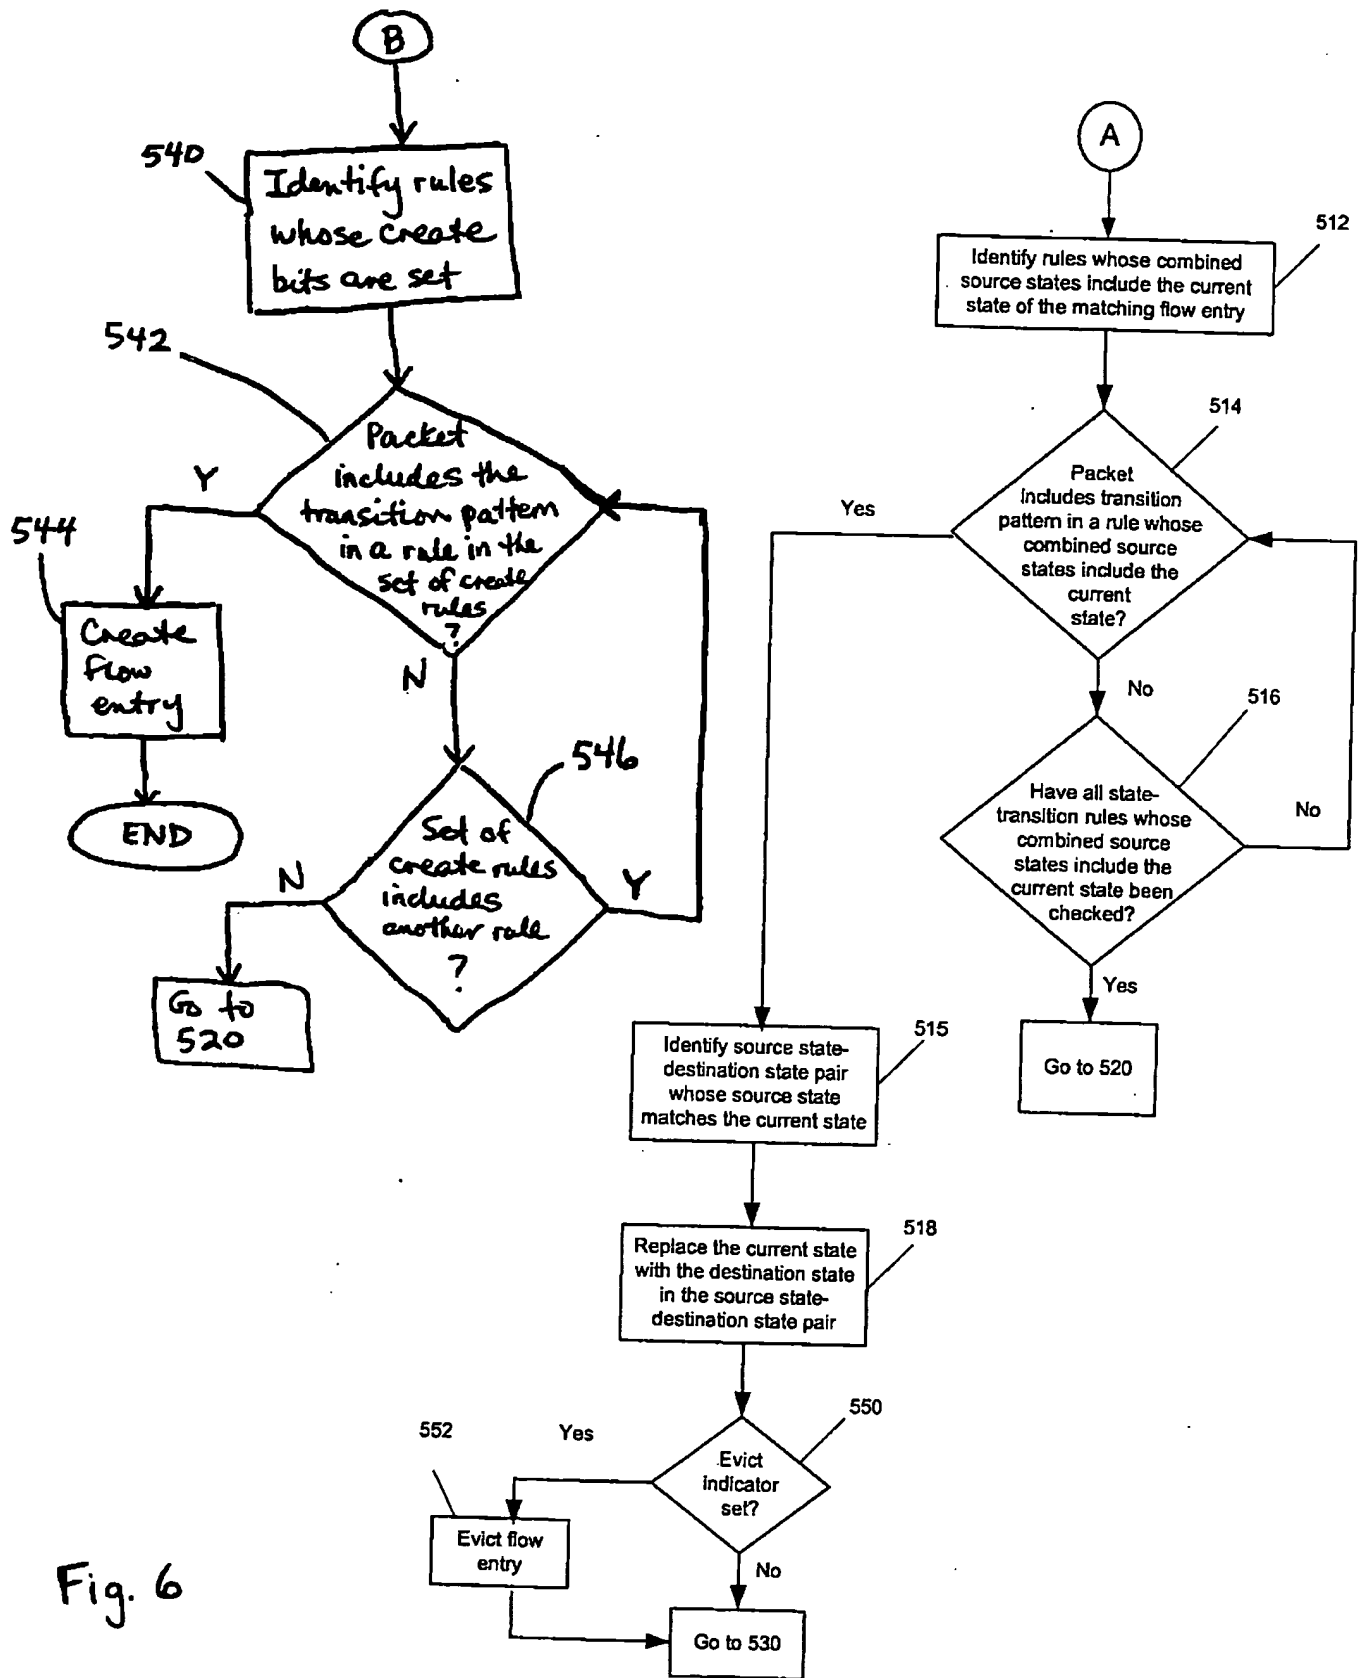 B
540
Identify rules
whose create
bits are set
542
Packet
includes the
transition pattern
in a rule in the
set of create
rules
?
Y
544
Create
flow
entry
END
N
546
Set of
create rules
includes
another rule
?
Y
N
Go to
520
A
512
Identify rules whose combined
source states include the current
state of the matching flow entry
514
Packet
includes transition
pattern in a rule whose
combined source
states include the
current
state?
Yes
No
516
Have all state-
transition rules whose
combined source
states include the
current state been
checked?
No
Yes
Go to 520
515
Identify source state-
destination state pair
whose source state
matches the current state
518
Replace the current state
with the destination state
in the source state-
destination state pair
550
Evict
indicator
set?
Yes
552
Evict flow
entry
No
Go to 530
Fig. 6